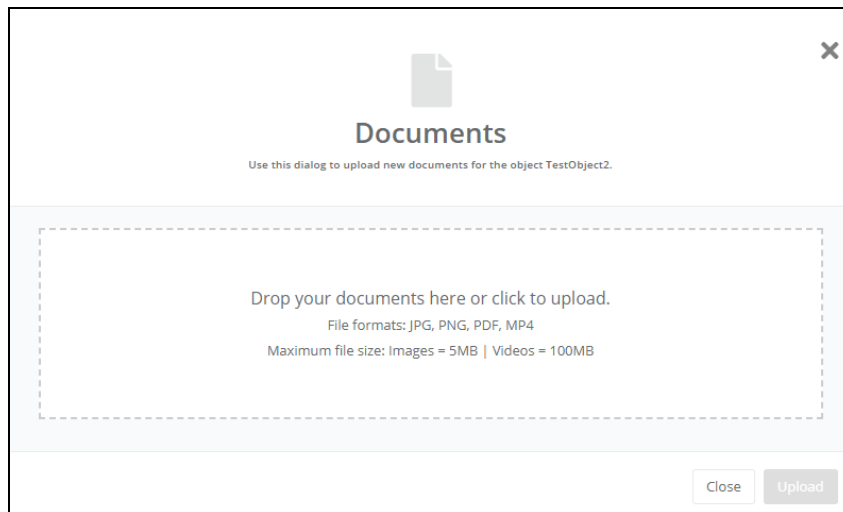 Documents
Use this dialog to upload new documents for the object TestObject2.
Drop your documents here or click to upload.
File formats: JPG, PNG, PDF, MP4
Maximum file size: Images = 5MB | Videos = 100MB
Close
Upload